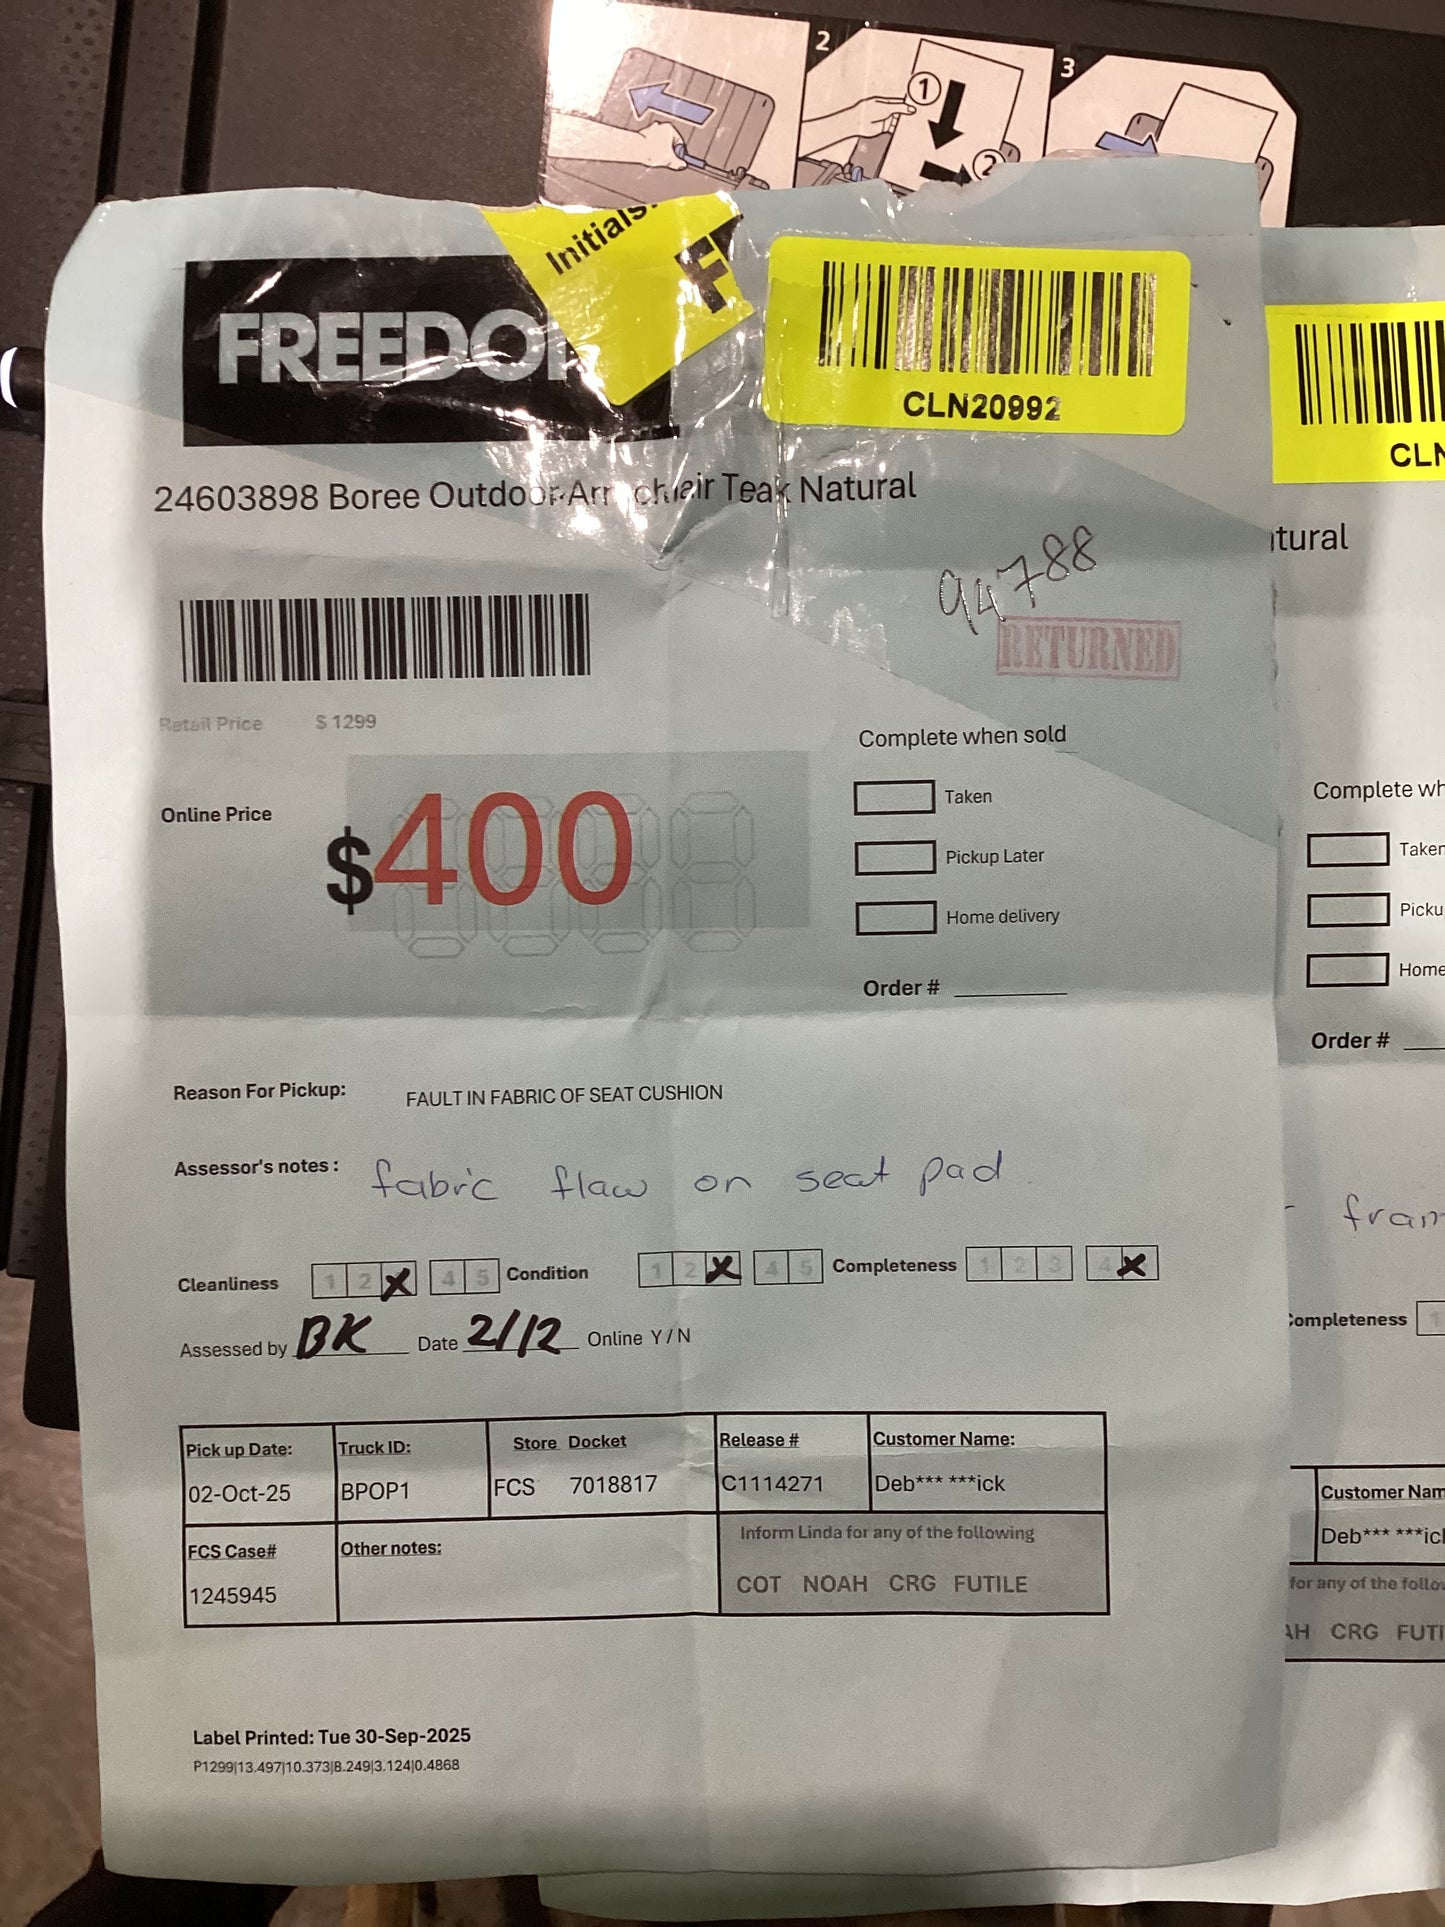 2
3
1
2
Initials:
F
FREEDO
CLN20992
24603898 Boree Outdoor Armchair Teak Natural
94788
RETURNED
Retail Price $ 1299
Online Price $400
Complete when sold
Taken
Pickup Later
Home delivery
Order #
Reason For Pickup: FAULT IN FABRIC OF SEAT CUSHION
Assessor's notes : fabric flaw on seat pad
Cleanliness 1 2 X 4 5 Condition 1 2 X 4 5 Completeness 1 2 3 4 X
Assessed by BK Date 2/12 Online Y / N
Pick up Date: Truck ID: Store Docket Release # Customer Name:
02-Oct-25 BPOP1 FCS 7018817 C1114271 Deb*** ***ick
FCS Case# Other notes: Inform Linda for any of the following
1245945 COT NOAH CRG FUTILE
Label Printed: Tue 30-Sep-2025
P1299|13.497|10.373|8.249|3.124|0.4868
CLN
tural
Complete wh
Taken
Picku
Home
Order #
- fram
Completeness 1
Customer Nam
Deb*** ***ic
for any of the follow
AH CRG FUTI